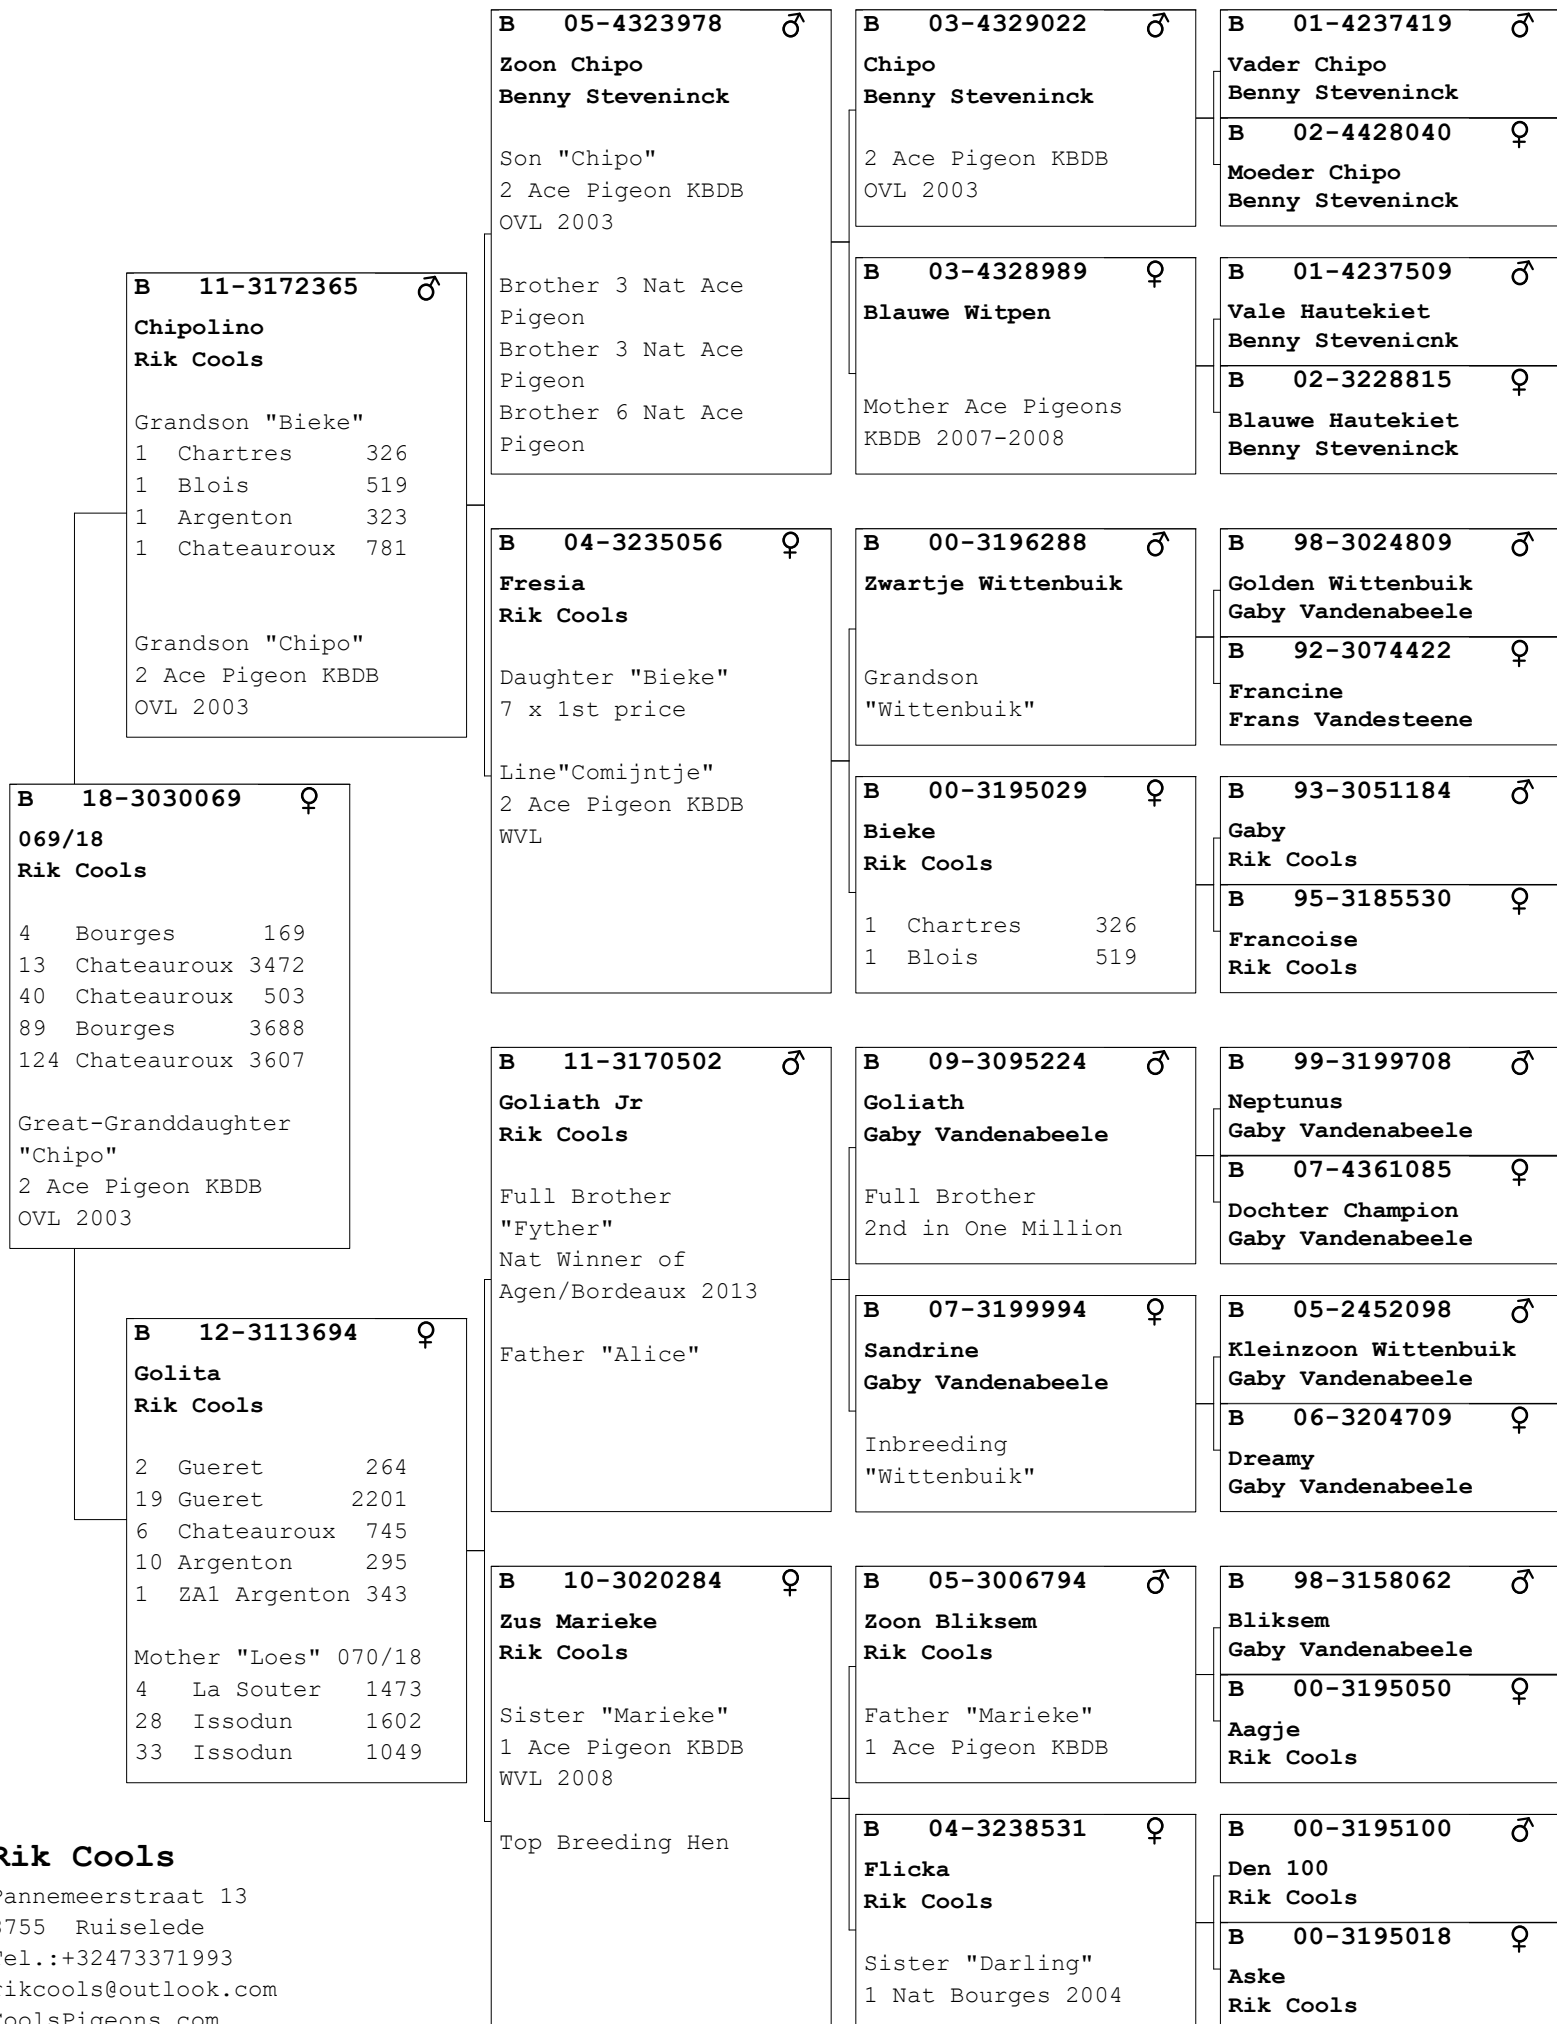 B 18-3030069 ♀
069/18
Rik Cools
4 Bourges 169
13 Chateauroux 3472
40 Chateauroux 503
89 Bourges 3688
124 Chateauroux 3607
Great-Granddaughter
"Chipo"
2 Ace Pigeon KBDB
OVL 2003
B 11-3172365 ♂
Chipolino
Rik Cools
Grandson "Bieke"
1 Chartres 326
1 Blois 519
1 Argenton 323
1 Chateauroux 781
Grandson "Chipo"
2 Ace Pigeon KBDB
OVL 2003
B 12-3113694 ♀
Golita
Rik Cools
2 Gueret 264
19 Gueret 2201
6 Chateauroux 745
10 Argenton 295
1 ZA1 Argenton 343
Mother "Loes" 070/18
4 La Souter 1473
28 Issodun 1602
33 Issodun 1049
B 05-4323978 ♂
Zoon Chipo
Benny Steveninck
Son "Chipo"
2 Ace Pigeon KBDB
OVL 2003
Brother 3 Nat Ace
Pigeon
Brother 3 Nat Ace
Pigeon
Brother 6 Nat Ace
Pigeon
B 04-3235056 ♀
Fresia
Rik Cools
Daughter "Bieke"
7 x 1st price
Line"Comijntje"
2 Ace Pigeon KBDB
WVL
B 11-3170502 ♂
Goliath Jr
Rik Cools
Full Brother
"Fyther"
Nat Winner of
Agen/Bordeaux 2013
Father "Alice"
B 10-3020284 ♀
Zus Marieke
Rik Cools
Sister "Marieke"
1 Ace Pigeon KBDB
WVL 2008
Top Breeding Hen
B 03-4329022 ♂
Chipo
Benny Steveninck
2 Ace Pigeon KBDB
OVL 2003
B 03-4328989 ♀
Blauwe Witpen
Mother Ace Pigeons
KBDB 2007-2008
B 00-3196288 ♂
Zwartje Wittenbuik
Grandson
"Wittenbuik"
B 00-3195029 ♀
Bieke
Rik Cools
1 Chartres 326
1 Blois 519
B 09-3095224 ♂
Goliath
Gaby Vandenabeele
Full Brother
2nd in One Million
B 07-3199994 ♀
Sandrine
Gaby Vandenabeele
Inbreeding
"Wittenbuik"
B 05-3006794 ♂
Zoon Bliksem
Rik Cools
Father "Marieke"
1 Ace Pigeon KBDB
B 04-3238531 ♀
Flicka
Rik Cools
Sister "Darling"
1 Nat Bourges 2004
B 01-4237419 ♂
Vader Chipo
Benny Steveninck
B 02-4428040 ♀
Moeder Chipo
Benny Steveninck
B 01-4237509 ♂
Vale Hautekiet
Benny Stevenicnk
B 02-3228815 ♀
Blauwe Hautekiet
Benny Steveninck
B 98-3024809 ♂
Golden Wittenbuik
Gaby Vandenabeele
B 92-3074422 ♀
Francine
Frans Vandesteene
B 93-3051184 ♂
Gaby
Rik Cools
B 95-3185530 ♀
Francoise
Rik Cools
B 99-3199708 ♂
Neptunus
Gaby Vandenabeele
B 07-4361085 ♀
Dochter Champion
Gaby Vandenabeele
B 05-2452098 ♂
Kleinzoon Wittenbuik
Gaby Vandenabeele
B 06-3204709 ♀
Dreamy
Gaby Vandenabeele
B 98-3158062 ♂
Bliksem
Gaby Vandenabeele
B 00-3195050 ♀
Aagje
Rik Cools
B 00-3195100 ♂
Den 100
Rik Cools
B 00-3195018 ♀
Aske
Rik Cools
Rik Cools
Pannemeerstraat 13
8755 Ruiselede
Tel.:+32473371993
rikcools@outlook.com
CoolsPigeons.com